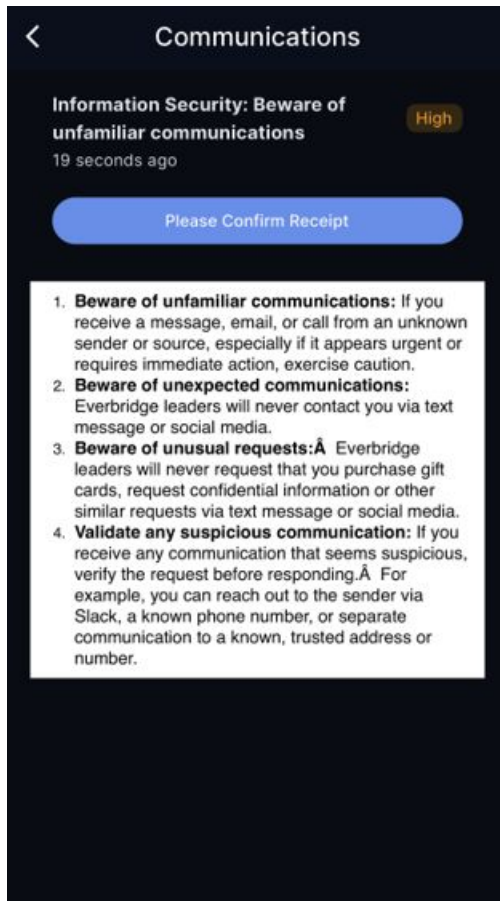 Communications
Information Security: Beware of
unfamiliar communications
High
19 seconds ago
Please Confirm Receipt
1. Beware of unfamiliar communications: If you
receive a message, email, or call from an unknown
sender or source, especially if it appears urgent or
requires immediate action, exercise caution.
2. Beware of unexpected communications:
Everbridge leaders will never contact you via text
message or social media.
3. Beware of unusual requests:Â Everbridge
leaders will never request that you purchase gift
cards, request confidential information or other
similar requests via text message or social media.
4. Validate any suspicious communication: If you
receive any communication that seems suspicious,
verify the request before responding.Â For
example, you can reach out to the sender via
Slack, a known phone number, or separate
communication to a known, trusted address or
number.